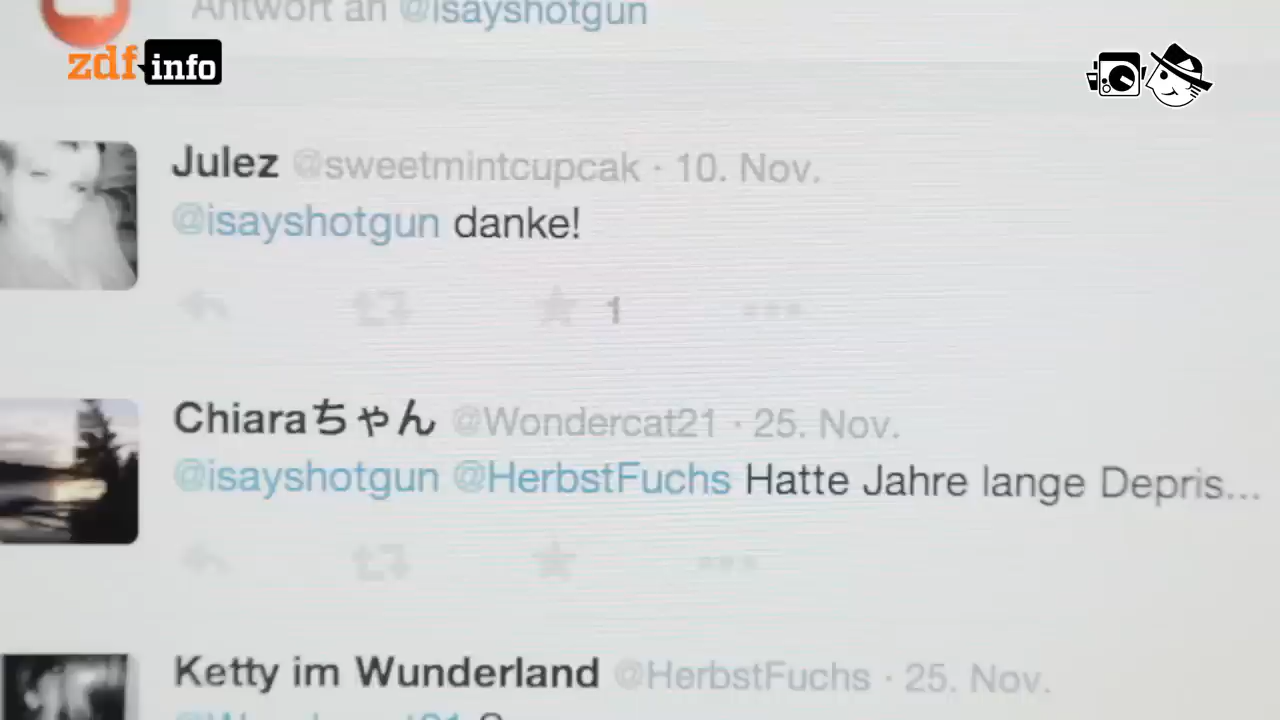 Antwort an @isayshotgun
zdf info
Julez @sweetmintcupcak · 10. Nov.
@isayshotgun danke!
1
Chiaraちゃん @Wondercat21 · 25. Nov.
@isayshotgun @HerbstFuchs Hatte Jahre lange Depris...
Ketty im Wunderland @HerbstFuchs · 25. Nov.